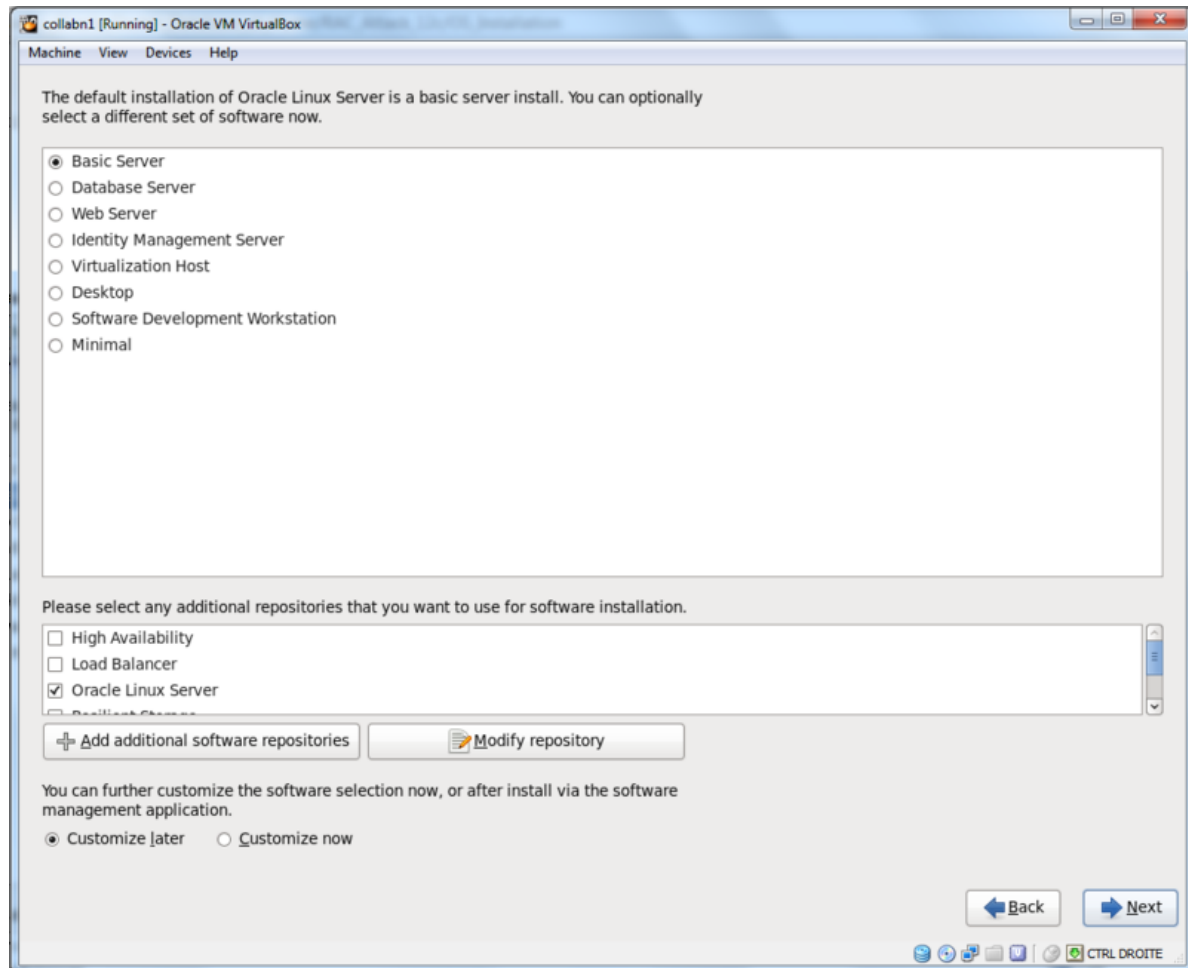 collabn1 [Running] - Oracle VM VirtualBox
Machine View Devices Help
The default installation of Oracle Linux Server is a basic server install. You can optionally
select a different set of software now.
Basic Server
Database Server
Web Server
Identity Management Server
Virtualization Host
Desktop
Software Development Workstation
Minimal
Please select any additional repositories that you want to use for software installation.
High Availability
Load Balancer
Oracle Linux Server
Resilient Storage
Add additional software repositories
Modify repository
You can further customize the software selection now, or after install via the software
management application.
Customize later Customize now
Back Next
CTRL DROITE